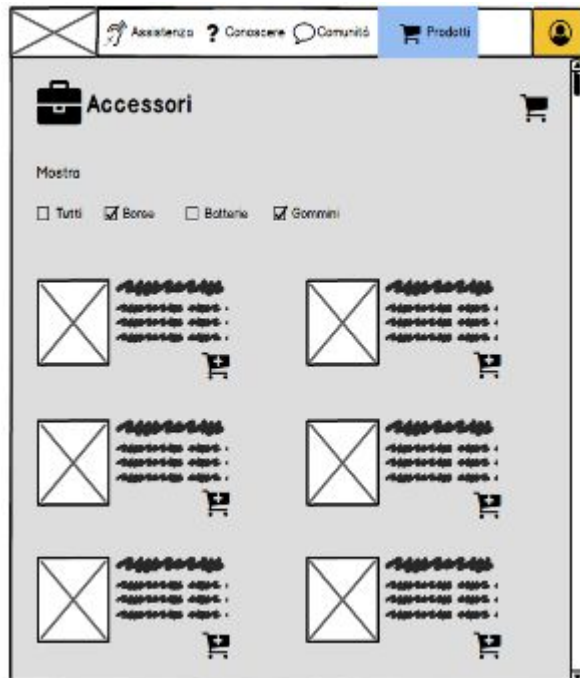 Assistenza ? Conoscere Comunità Prodotti
Accessori
Mostra
Tutti Borse Batterie Gommini